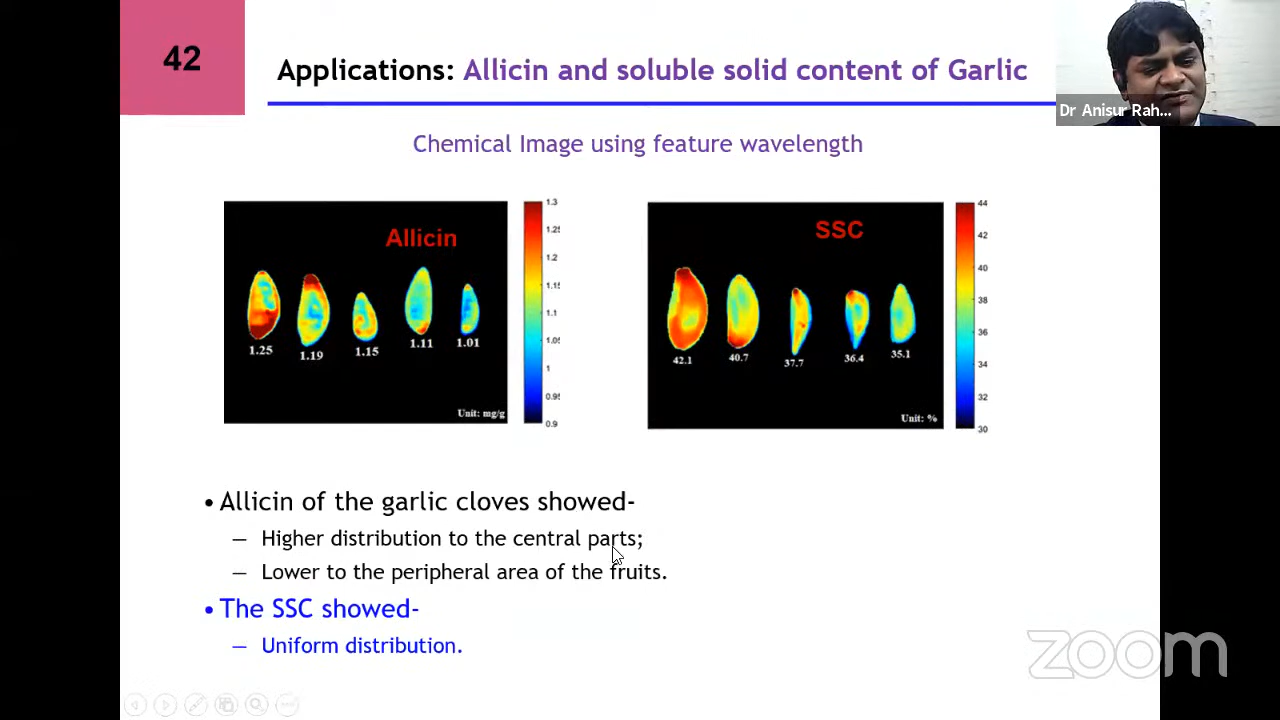 42
Applications: Allicin and soluble solid content of Garlic
Dr Anisur Rah...
Chemical Image using feature wavelength
Allicin
1.25 1.19 1.15 1.11 1.01
Unit: mg/g
1.3
1.25
1.2
1.15
1.1
1.05
1
0.95
0.9
SSC
42.1 40.7 37.7 36.4 35.1
Unit: %
44
42
40
38
36
34
32
30
• Allicin of the garlic cloves showed-
– Higher distribution to the central parts;
– Lower to the peripheral area of the fruits.
• The SSC showed-
– Uniform distribution.
zoom